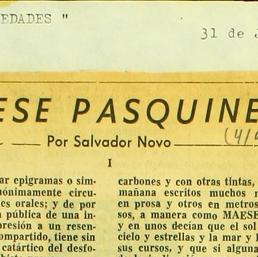 EDADES "
31 de J
ESE PASQUINE
Por Salvador Novo
(4/
I
ar epigramas o sim-
ónimamente circu-
es orales; y de por
pública de una in-
presión a un resen-
ompartido, tiene sin
catártico del desfo-
carbones y con otras tintas,
mañana escritos muchos m
en prosa y otros en metros
sos, a manera como MAESE
en unos decían que el sol
cielo y estrellas y la mar
sus cursos, y que si algun